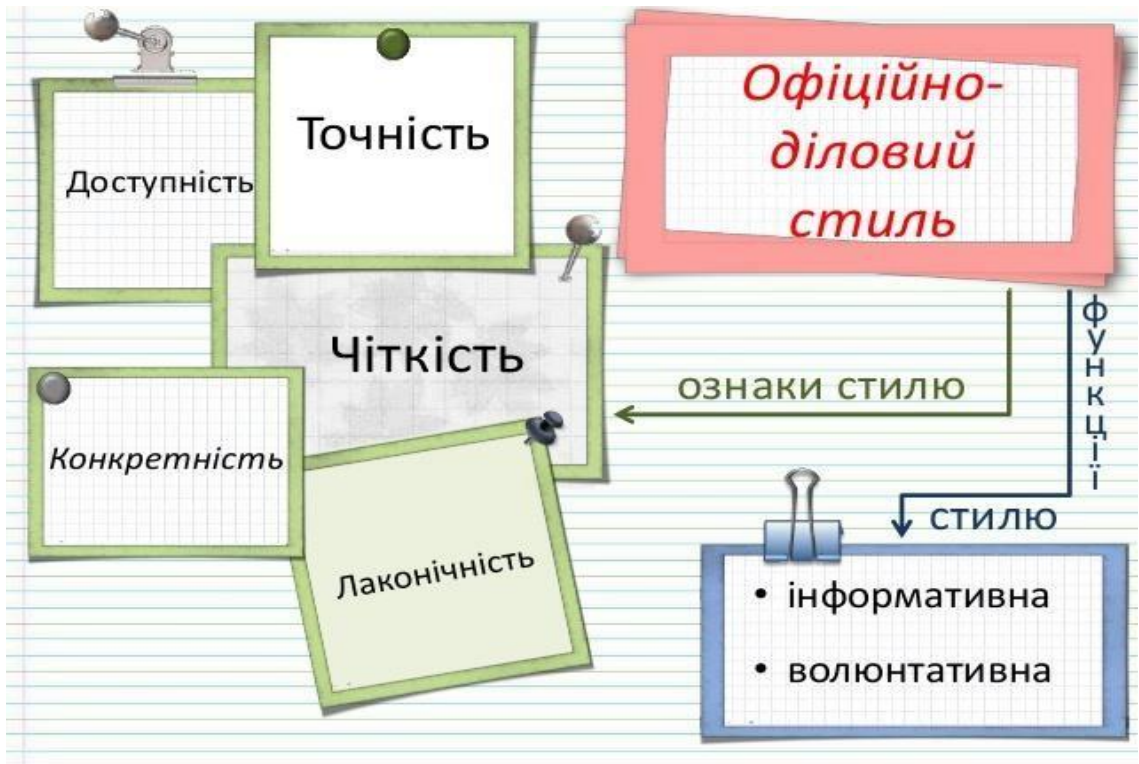 Доступність
Точність
Чіткість
Конкретність
Лаконічність
Офіційно-
діловий
стиль
ознаки стилю
функції
стилю
• інформативна
• волюнтативна